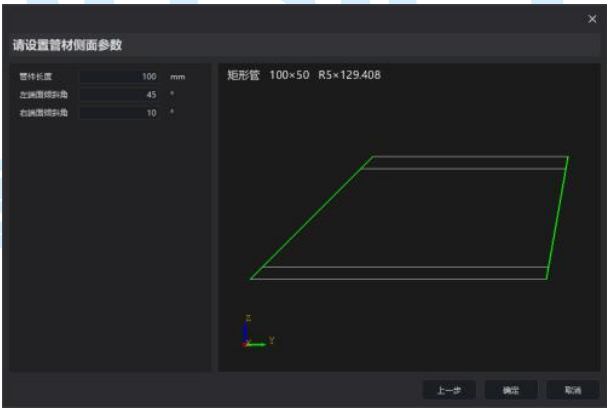 请设置管材侧面参数
管件长度 100 mm
左端面倾斜角 45 °
右端面倾斜角 10 °
矩形管 100×50 R5×129.408
Z
X Y
上一步 确定 取消